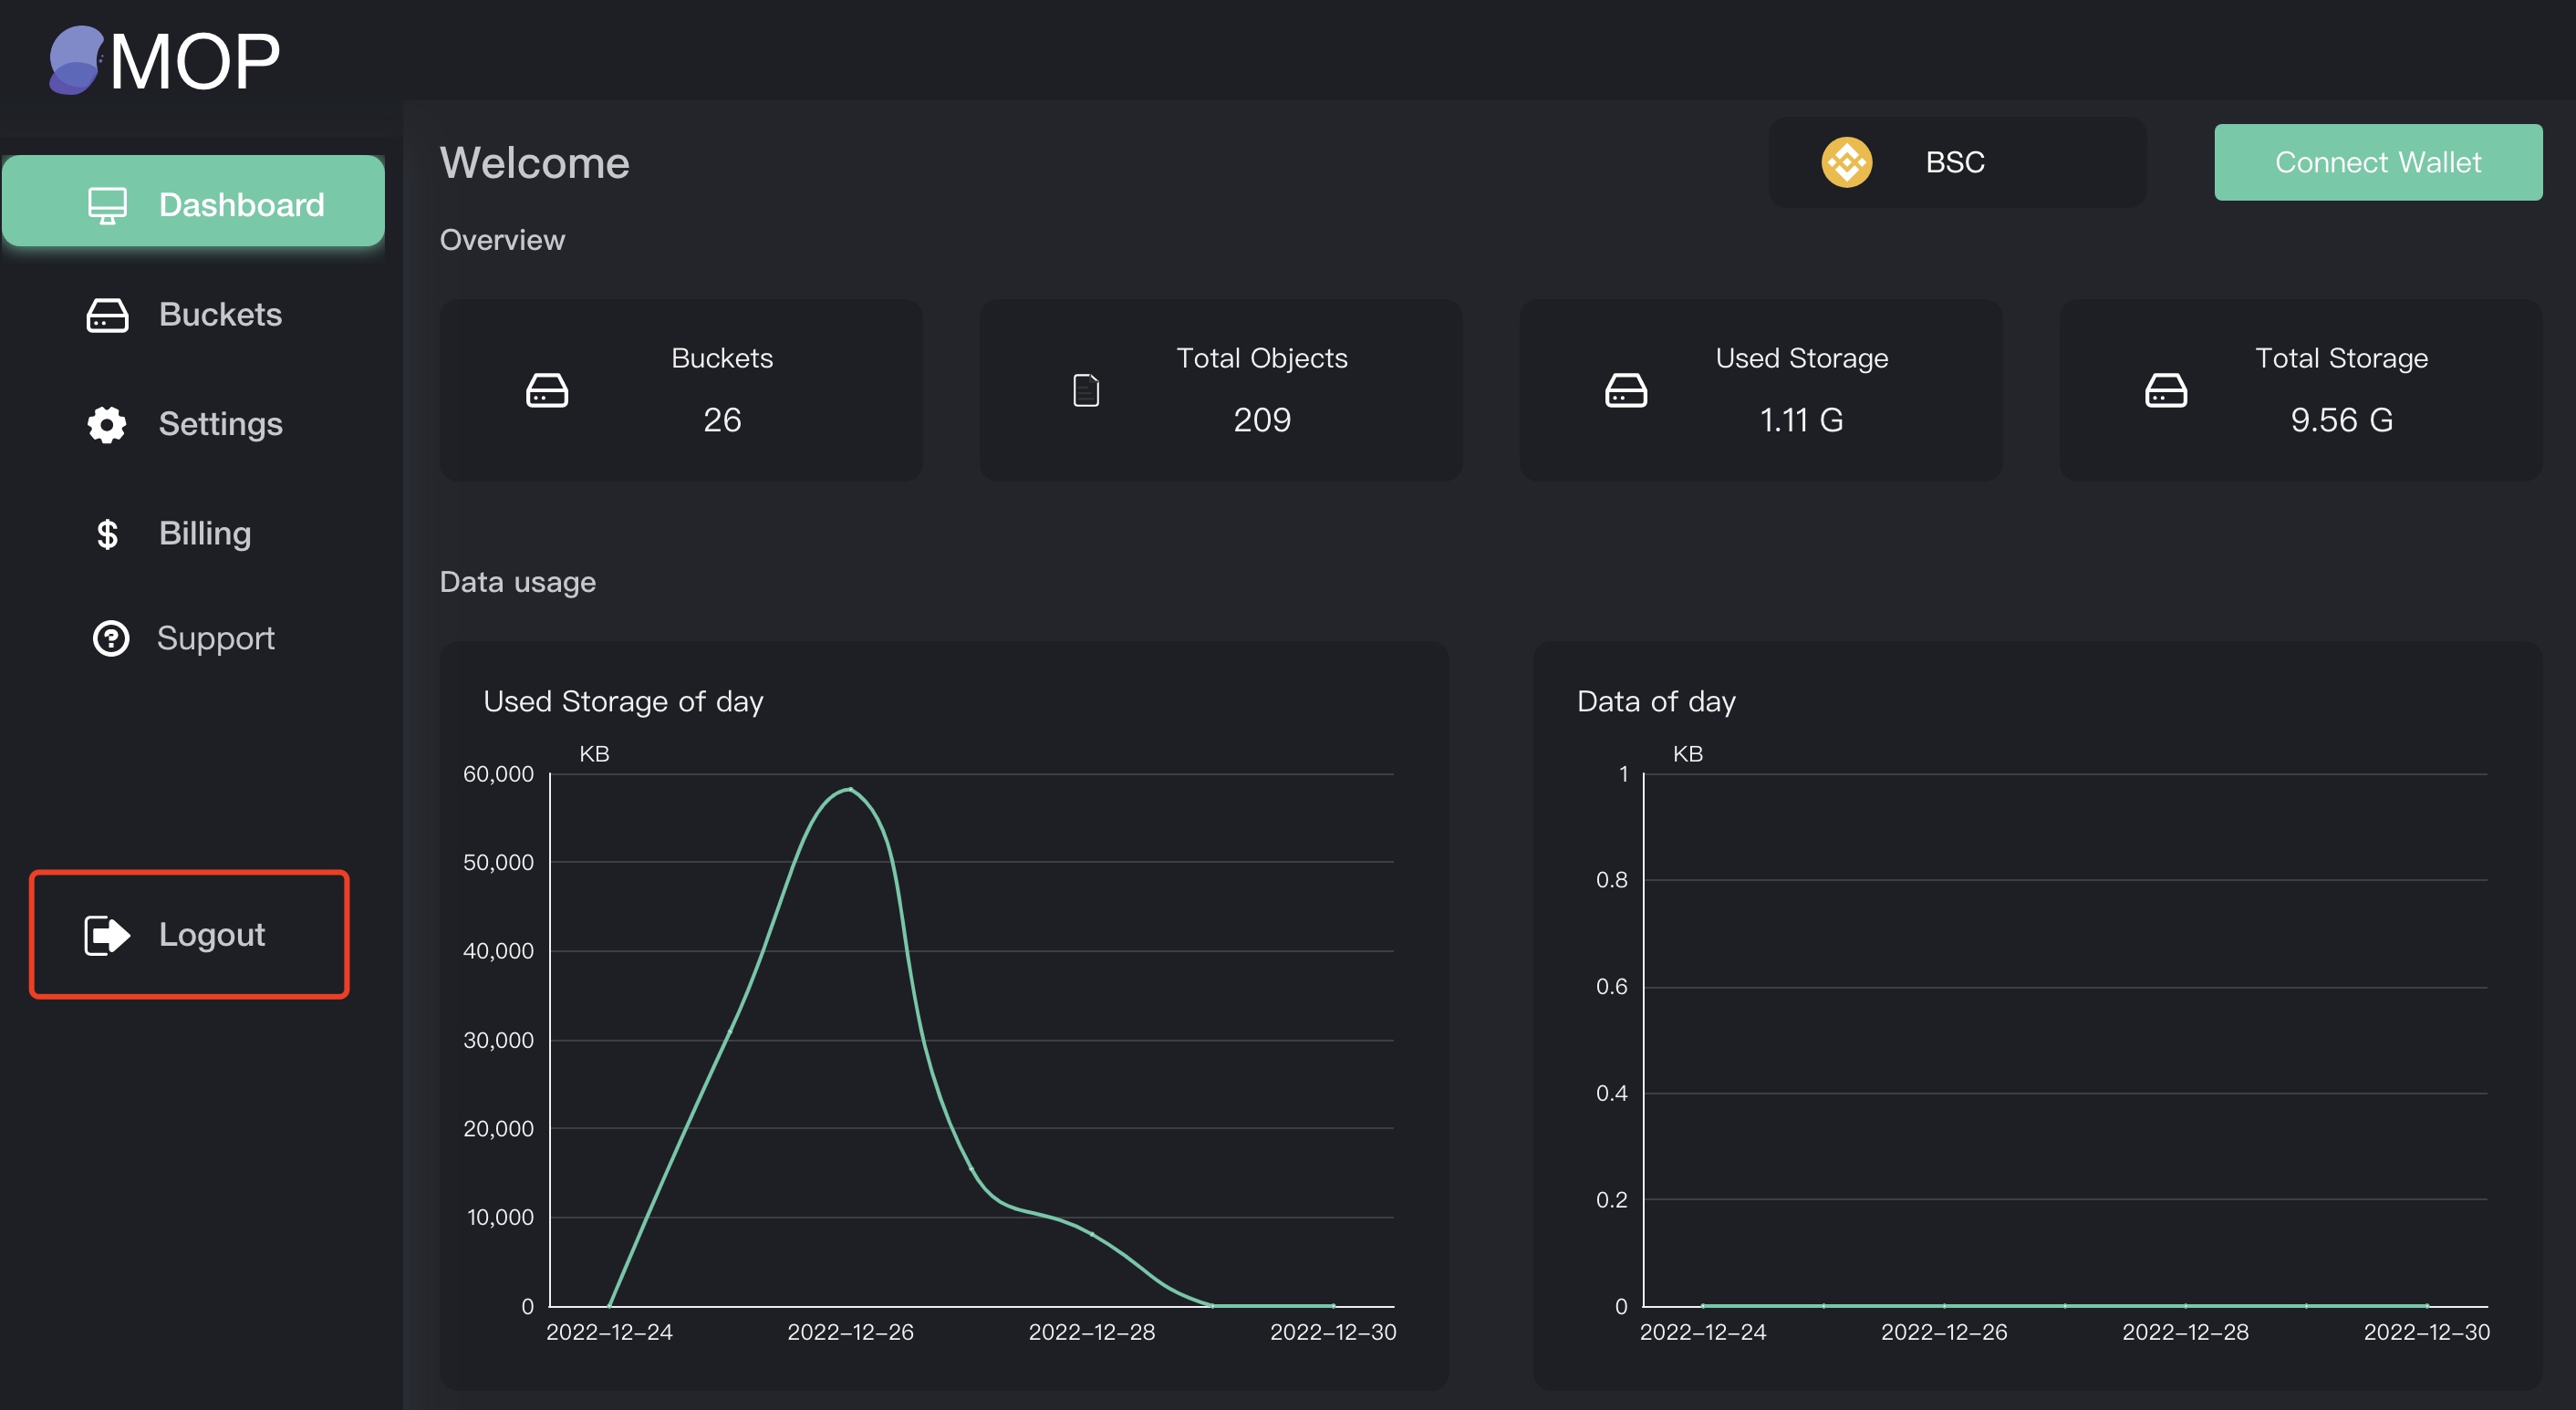 MOP
Dashboard
Buckets
Settings
$ Billing
Support
Logout
Welcome
BSC
Connect Wallet
Overview
Buckets
26
Total Objects
209
Used Storage
1.11 G
Total Storage
9.56 G
Data usage
Used Storage of day
KB
60,000
50,000
40,000
30,000
20,000
10,000
0
2022-12-24 2022-12-26 2022-12-28 2022-12-30
Data of day
KB
1
0.8
0.6
0.4
0.2
0
2022-12-24 2022-12-26 2022-12-28 2022-12-30